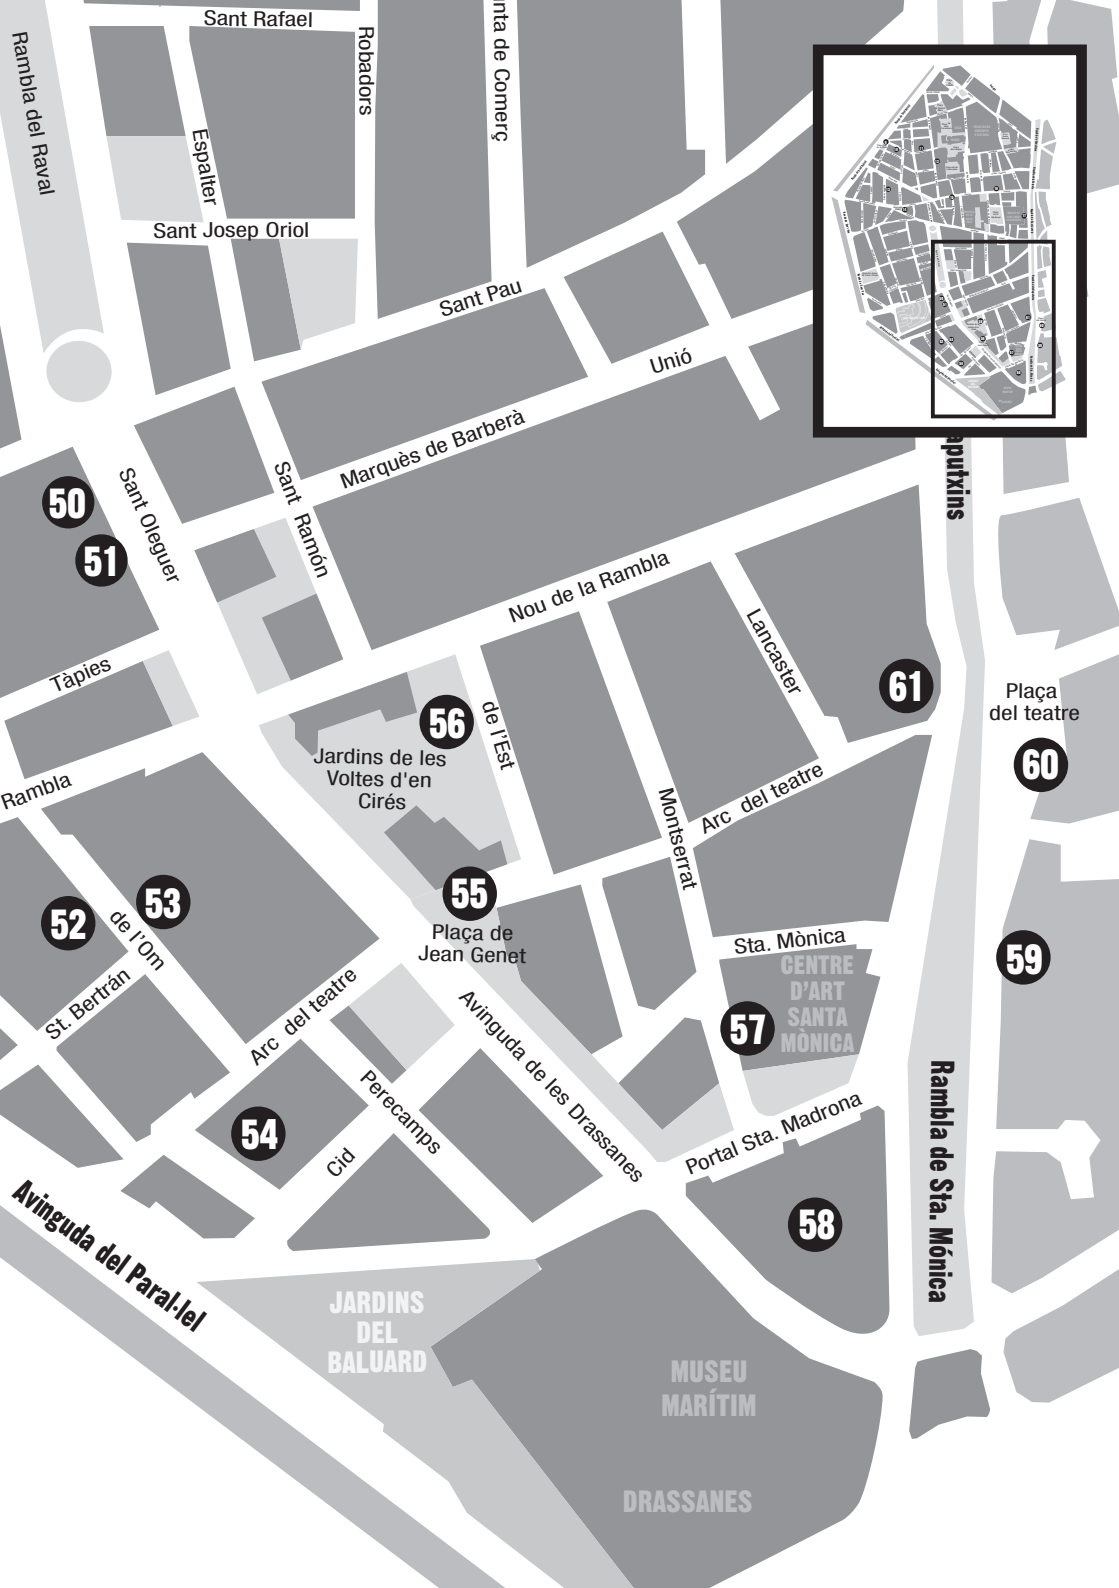 Sant Rafael
Rambla del Raval
Robadors
nta de Comerç
Espalter
Sant Josep Oriol
Sant Pau
Unió
Marquès de Barberà
aputxins
50
Sant Oleguer
Sant Ramón
51
Nou de la Rambla
Lancaster
Tàpies
61
Plaça
del teatre
60
56
de l'Est
Jardins de les
Voltes d'en
Cirés
Rambla
Arc del teatre
Montserrat
55
Plaça de
Jean Genet
53
52
de l'Om
St. Bertrán
Sta. Mònica
CENTRE
D'ART
SANTA
MÒNICA
59
57
Arc del teatre
Avinguda de les Drassanes
Perecamps
54
Cid
Portal Sta. Madrona
Rambla de Sta. Mónica
58
Avinguda del Paral·lel
JARDINS
DEL
BALUARD
MUSEU
MARÍTIM
DRASSANES